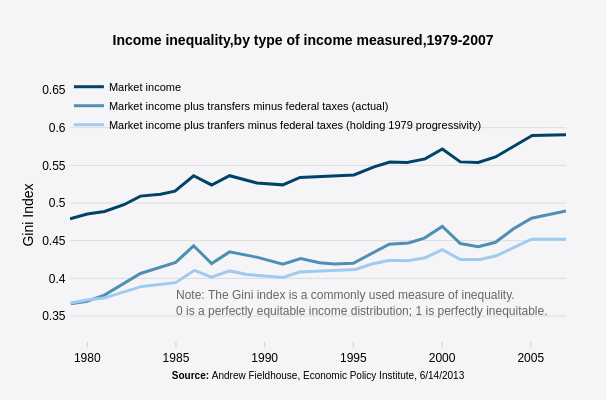 Income inequality,by type of income measured,1979-2007
0.65
Market income
Market income plus transfers minus federal taxes (actual)
0.6
Market income plus tranfers minus federal taxes (holding 1979 progressivity)
0.55
0.5
0.45
0.4
0.35
Gini Index
Note: The Gini index is a commonly used measure of inequality.
0 is a perfectly equitable income distribution; 1 is perfectly inequitable.
1980 1985 1990 1995 2000 2005
Source: Andrew Fieldhouse, Economic Policy Institute, 6/14/2013